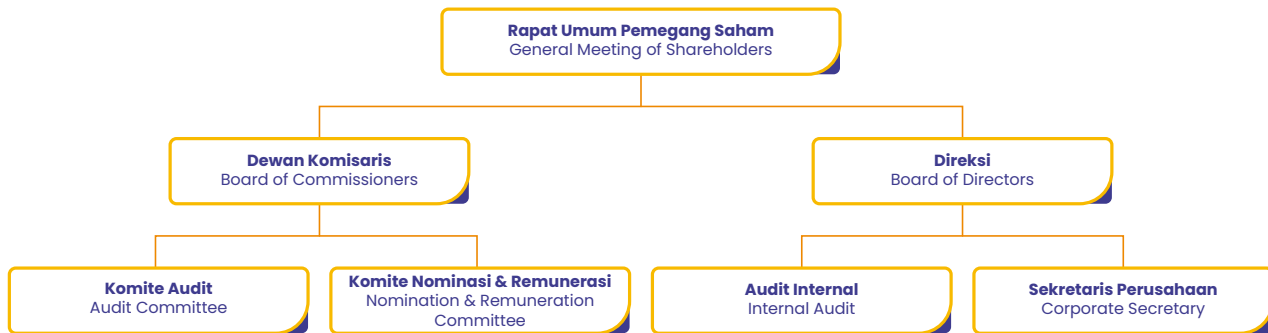 Rapat Umum Pemegang Saham
General Meeting of Shareholders
Dewan Komisaris
Board of Commissioners
Direksi
Board of Directors
Komite Audit
Audit Committee
Komite Nominasi & Remunerasi
Nomination & Remuneration
Committee
Audit Internal
Internal Audit
Sekretaris Perusahaan
Corporate Secretary